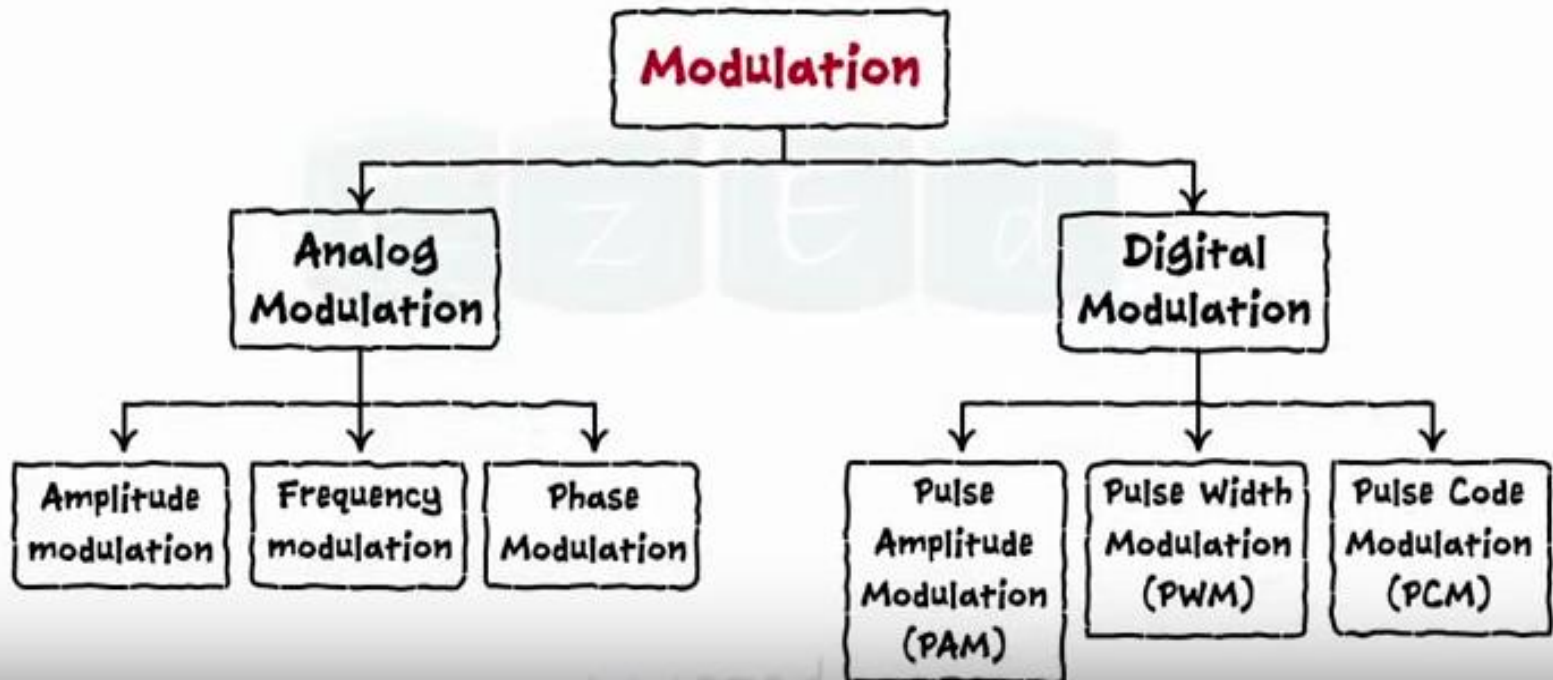 Modulation
Analog
Modulation
Digital
Modulation
Amplitude
modulation
Frequency
modulation
Phase
Modulation
Pulse
Amplitude
Modulation
(PAM)
Pulse Width
Modulation
(PWM)
Pulse Code
Modulation
(PCM)
z t d